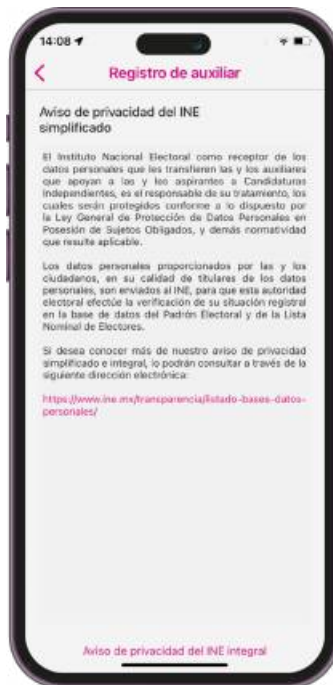 14:08
Registro de auxiliar
Aviso de privacidad del INE
simplificado
El Instituto Nacional Electoral como receptor de los
datos personales que les transfieren las y los auxiliares
que apoyan a las y los aspirantes a Candidaturas
Independientes, es el responsable de su tratamiento, los
cuales serán protegidos conforme a lo dispuesto por
la Ley General de Protección de Datos Personales en
Posesión de Sujetos Obligados, y demás normatividad
que resulte aplicable.
Los datos personales proporcionados por las y los
ciudadanos, en su calidad de titulares de los datos
personales, son enviados al INE, para que esta autoridad
electoral efectúe la verificación de su situación registral
en la base de datos del Padrón Electoral y de la Lista
Nominal de Electores.
Si desea conocer más de nuestro aviso de privacidad
simplificado e integral, lo podrán consultar a través de la
siguiente dirección electrónica:
https://www.ine.mx/transparencia/listado-bases-datos-
personales/
Aviso de privacidad del INE integral